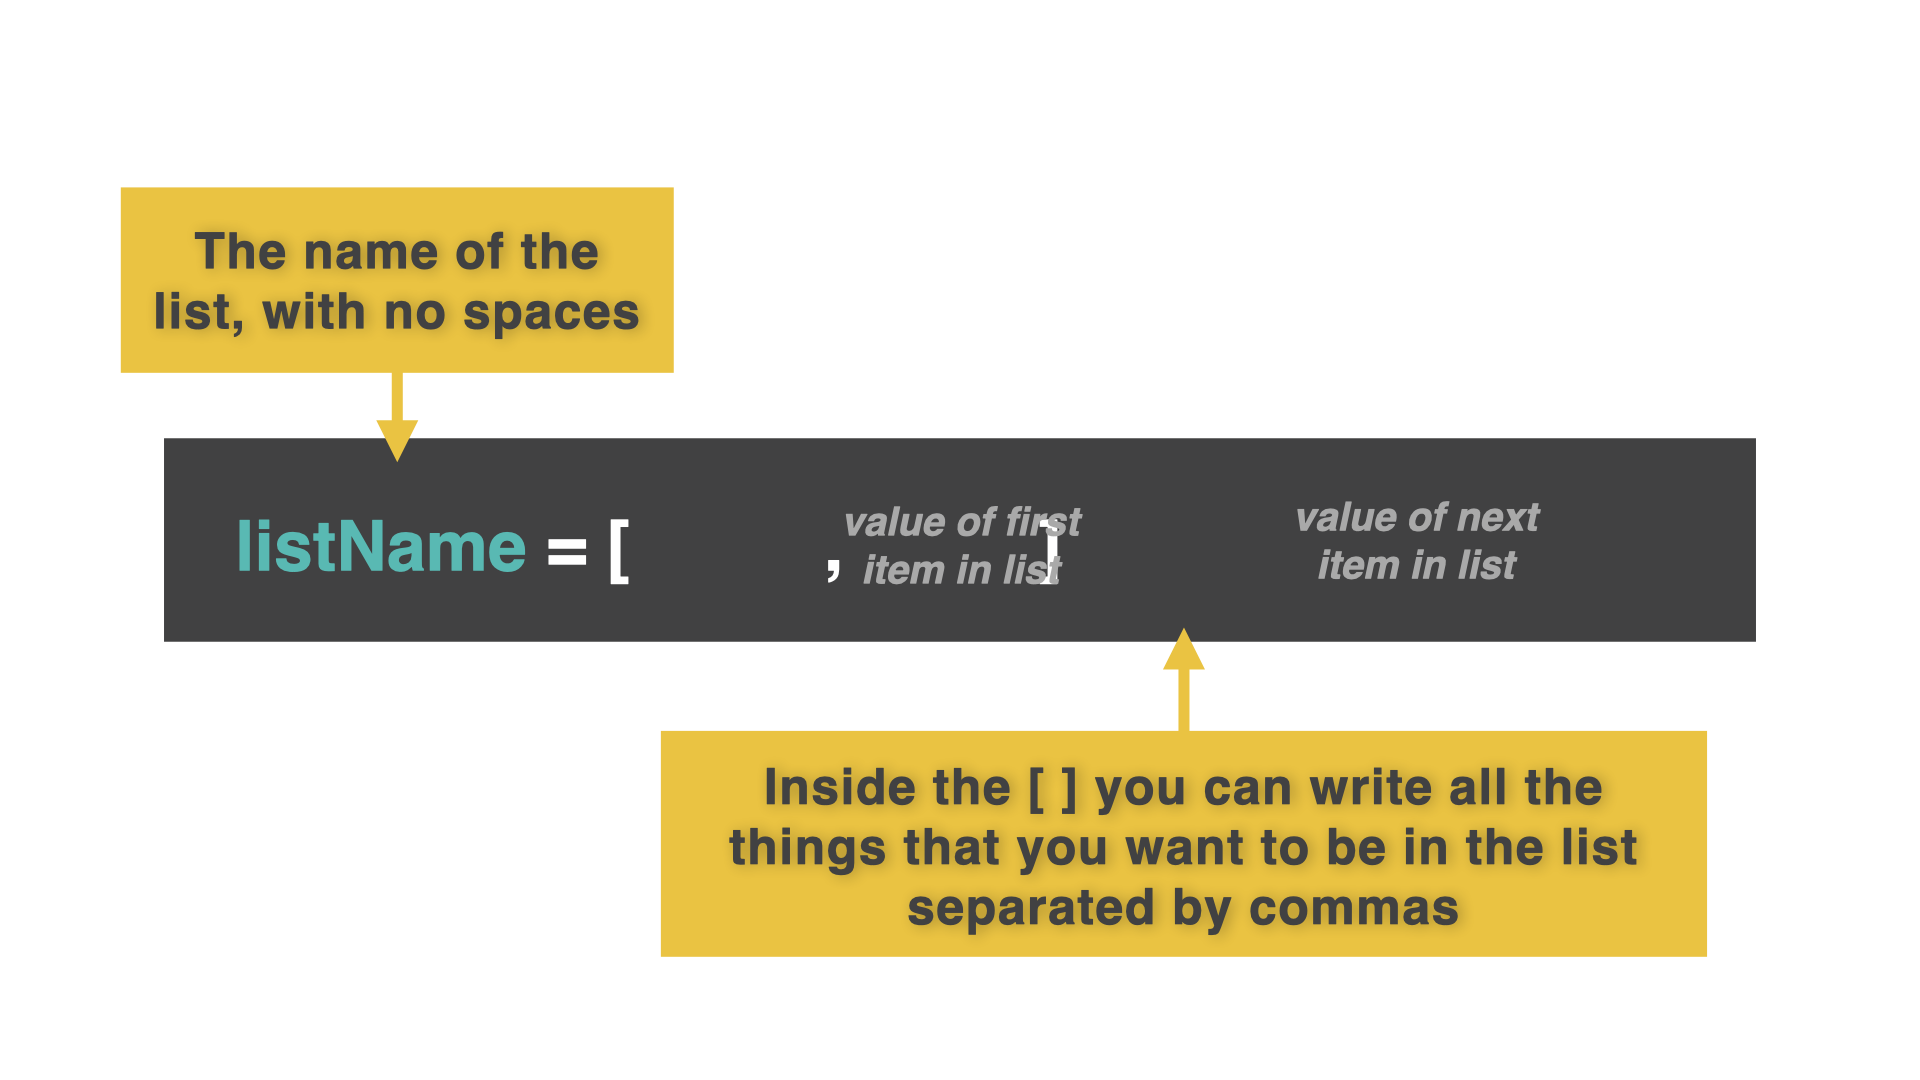 The name of the
list, with no spaces
listName = [ , ]
value of first
item in list
value of next
item in list
Inside the [ ] you can write all the
things that you want to be in the list
separated by commas